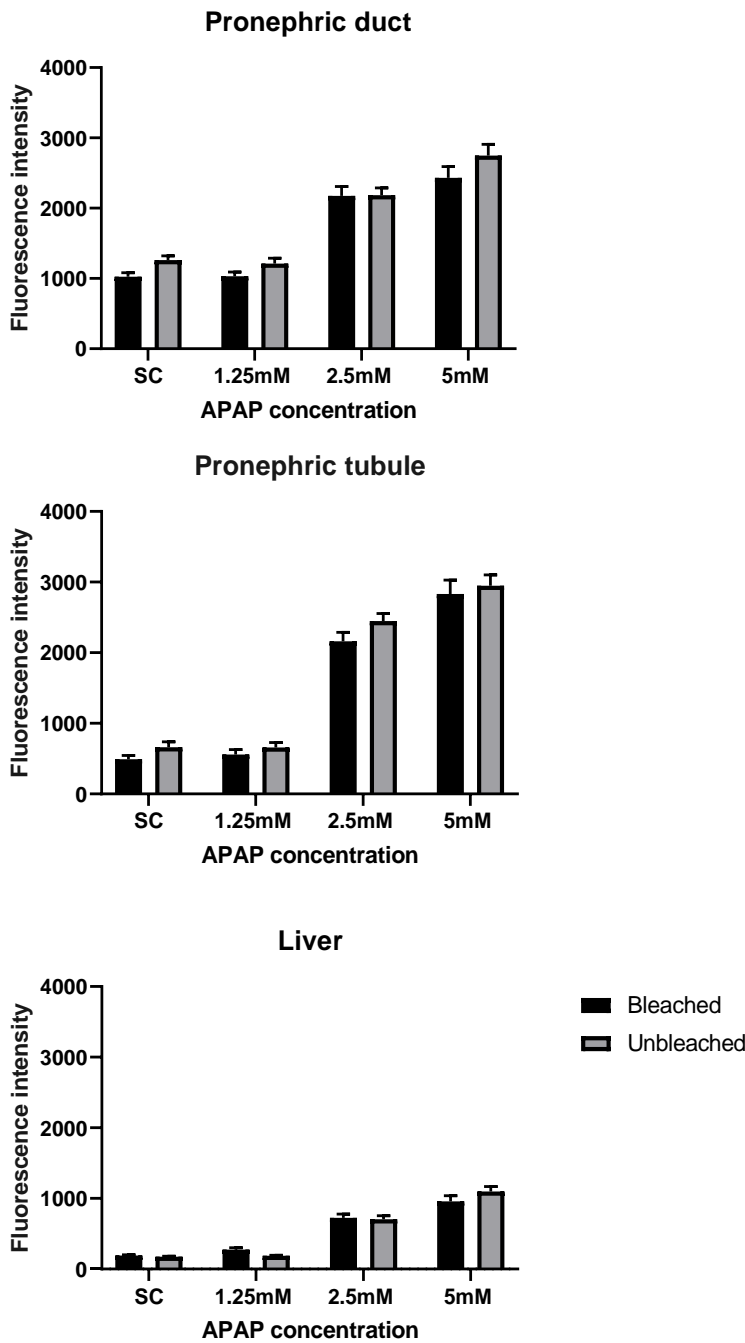 Pronephric duct
Fluorescence intensity
4000
3000
2000
1000
0
SC 1.25mM 2.5mM 5mM
APAP concentration
Pronephric tubule
Fluorescence intensity
4000
3000
2000
1000
0
SC 1.25mM 2.5mM 5mM
APAP concentration
Liver
Fluorescence intensity
4000
3000
2000
1000
0
SC 1.25mM 2.5mM 5mM
APAP concentration
Bleached
Unbleached